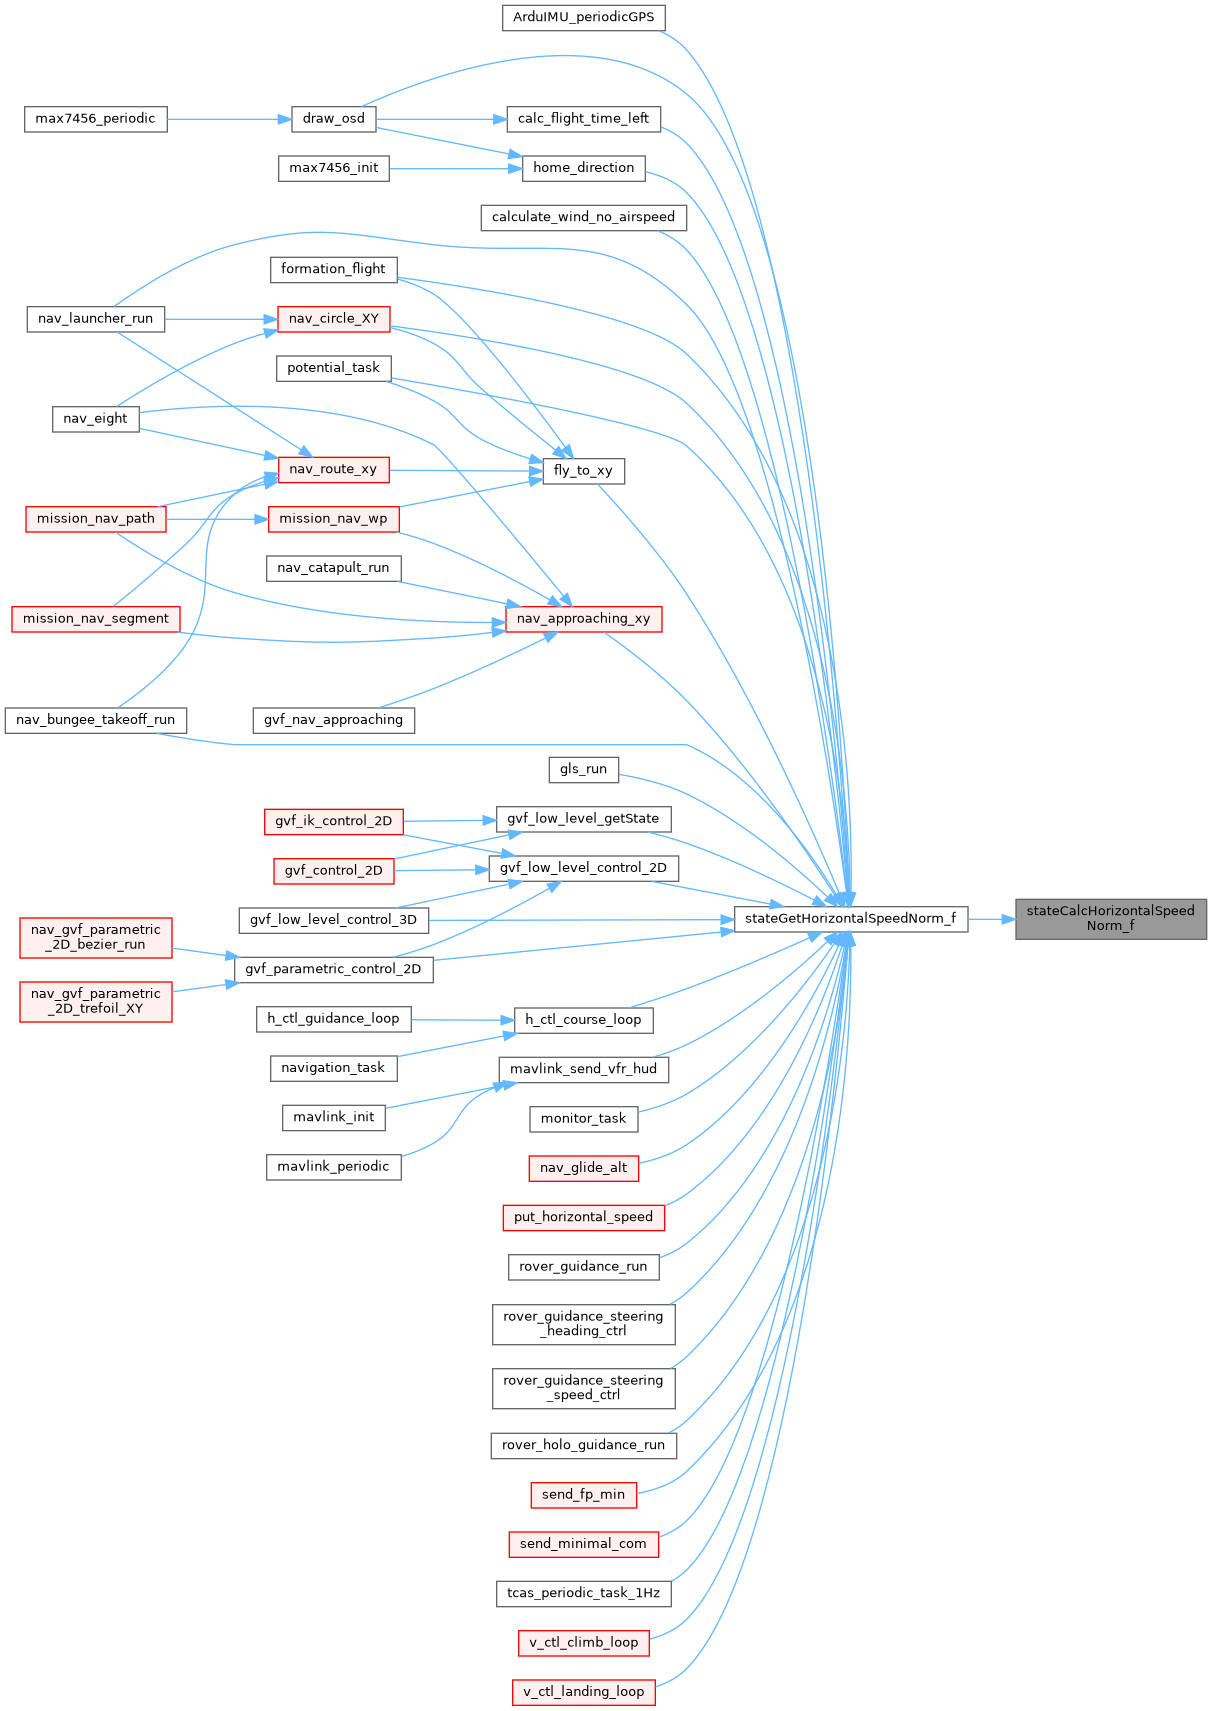 ArduIMU_periodicGPS
max7456_periodic
draw_osd
calc_flight_time_left
max7456_init
home_direction
calculate_wind_no_airspeed
formation_flight
nav_launcher_run
nav_circle_XY
potential_task
nav_eight
nav_route_xy
fly_to_xy
mission_nav_path
mission_nav_wp
nav_catapult_run
mission_nav_segment
nav_approaching_xy
nav_bungee_takeoff_run
gvf_nav_approaching
gls_run
gvf_ik_control_2D
gvf_low_level_getState
gvf_control_2D
gvf_low_level_control_2D
gvf_low_level_control_3D
stateGetHorizontalSpeedNorm_f
stateCalcHorizontalSpeed
Norm_f
nav_gvf_parametric
_2D_bezier_run
gvf_parametric_control_2D
nav_gvf_parametric
_2D_trefoil_XY
h_ctl_guidance_loop
h_ctl_course_loop
navigation_task
mavlink_send_vfr_hud
mavlink_init
monitor_task
mavlink_periodic
nav_glide_alt
put_horizontal_speed
rover_guidance_run
rover_guidance_steering
_heading_ctrl
rover_guidance_steering
_speed_ctrl
rover_holo_guidance_run
send_fp_min
send_minimal_com
tcas_periodic_task_1Hz
v_ctl_climb_loop
v_ctl_landing_loop